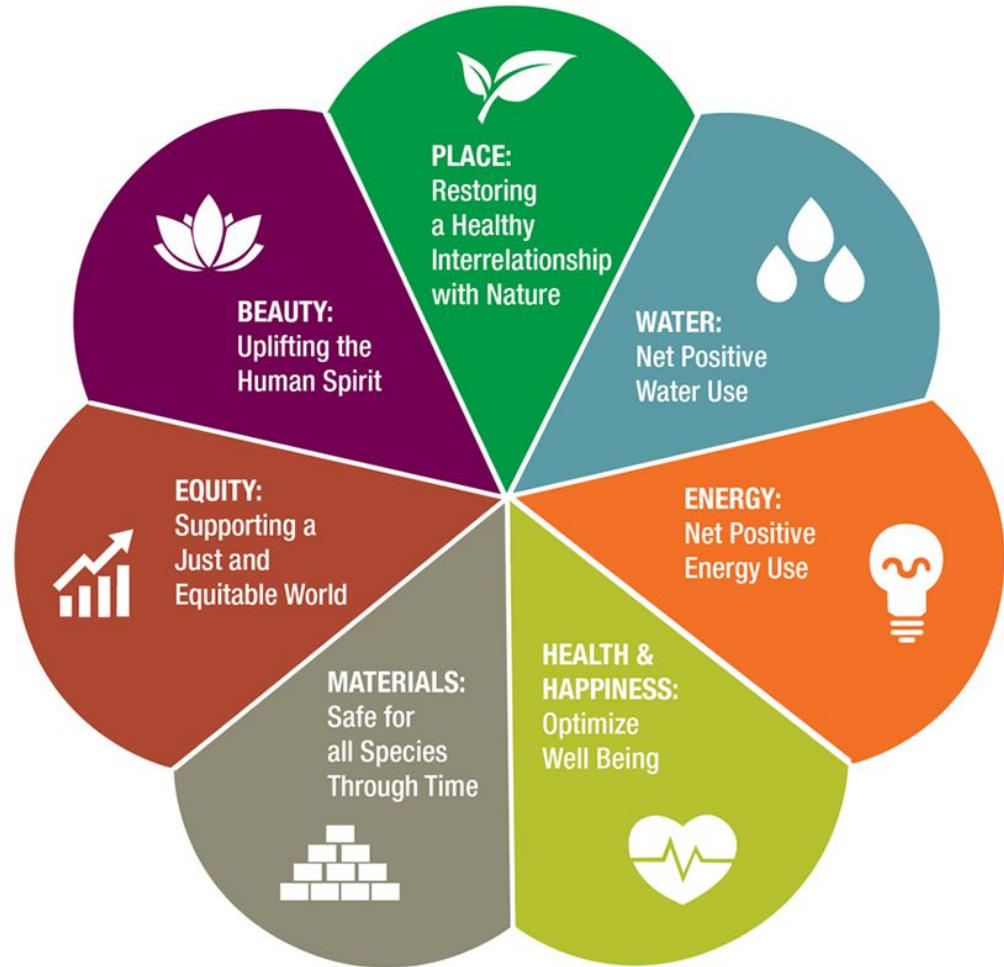 PLACE:
Restoring
a Healthy
Interrelationship
with Nature
WATER:
Net Positive
Water Use
ENERGY:
Net Positive
Energy Use
HEALTH &
HAPPINESS:
Optimize
Well Being
MATERIALS:
Safe for
all Species
Through Time
EQUITY:
Supporting a
Just and
Equitable World
BEAUTY:
Uplifting the
Human Spirit